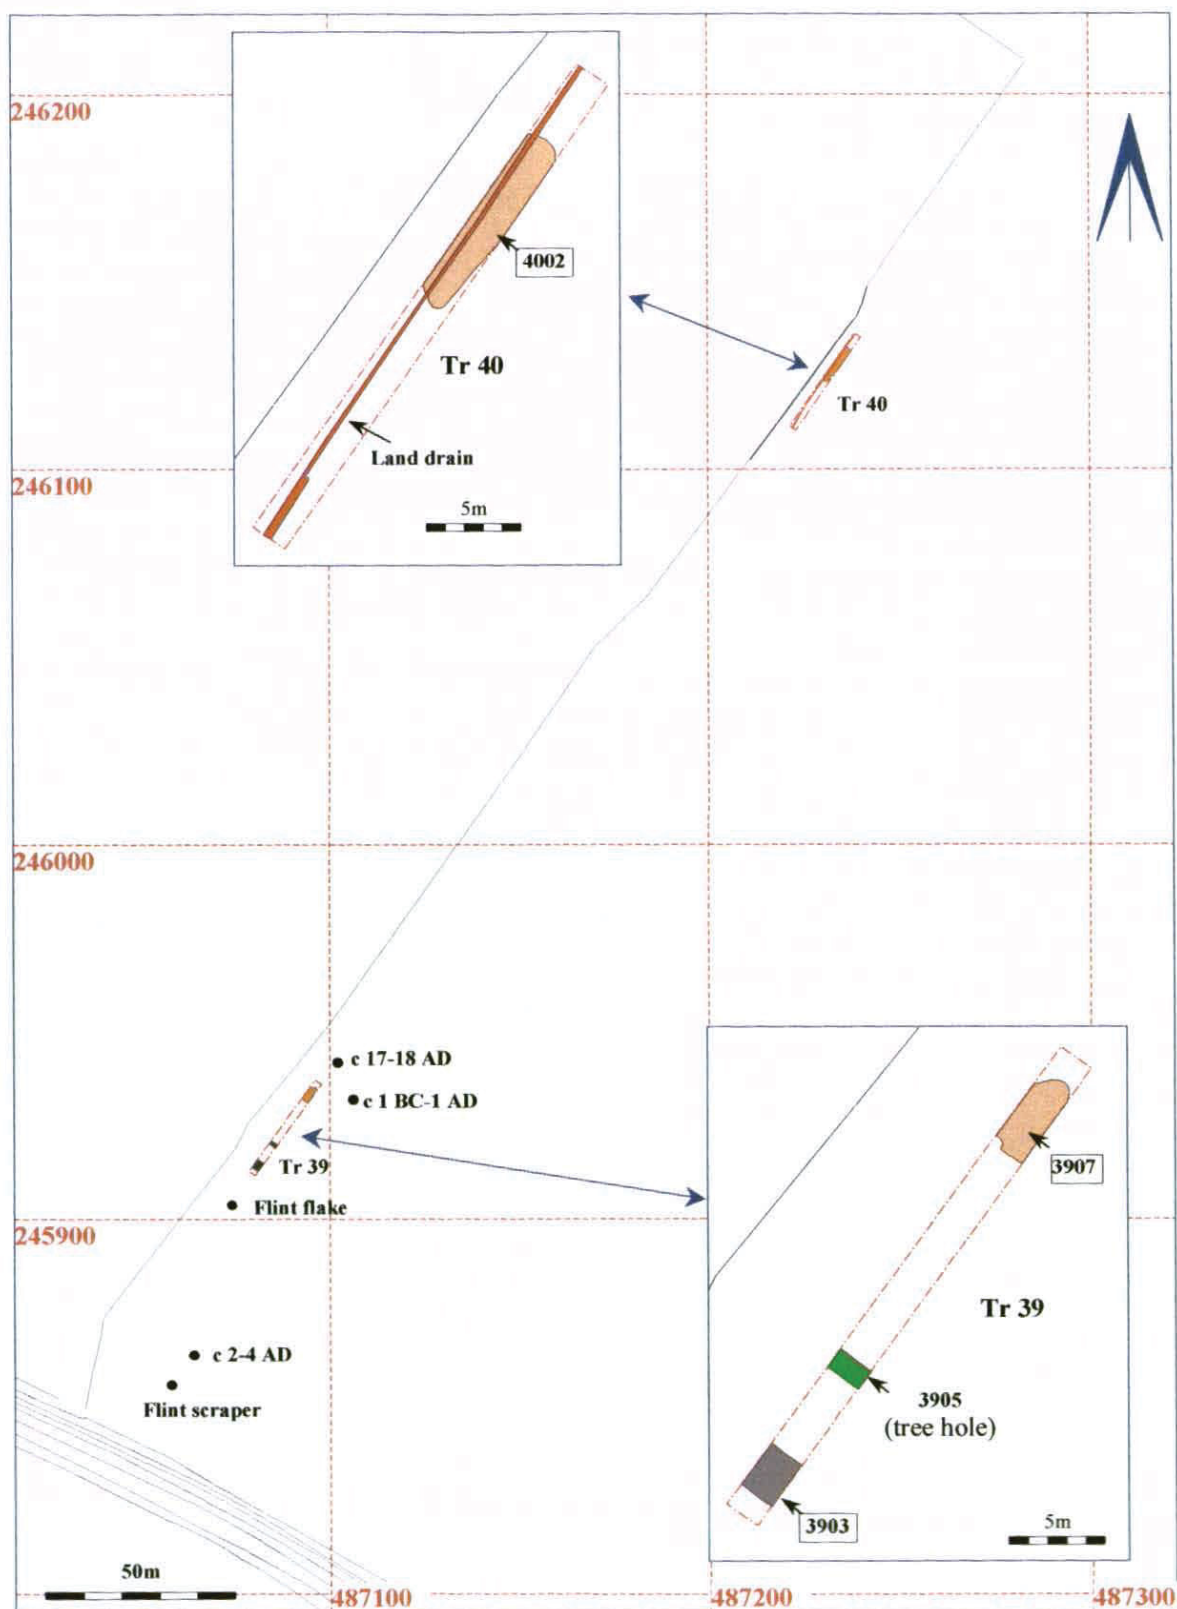 246200
4002
Tr 40
Land drain
5m
Tr 40
246100
246000
c 17-18 AD
c 1 BC-1 AD
Tr 39
Flint flake
245900
c 2-4 AD
Flint scraper
3907
Tr 39
3905
(tree hole)
3903
5m
50m
487100
487200
487300